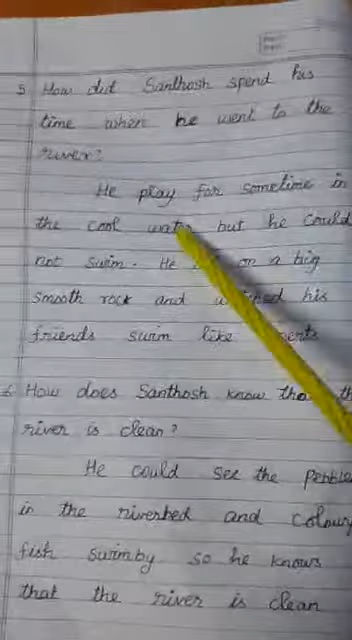 5 How did Santhosh spend his
time when he went to the
river?
He play for sometime in
the cool water but he could
not swim. He on a big
smooth rock and his
friends swim like
6 How does Santhosh know
river is clean?
He could see the pebble
in the riverbed and colour
fish swimby so he knows
that the river is clean